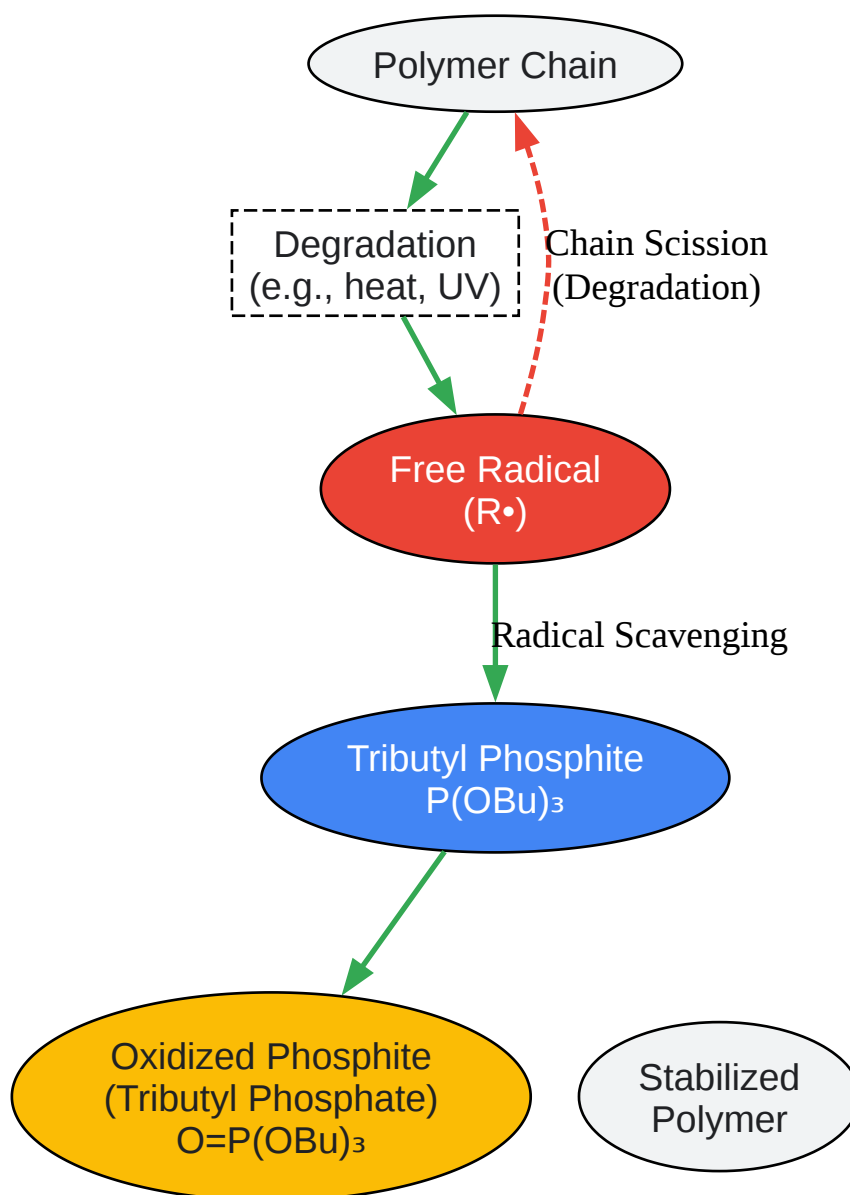 Polymer Chain
Degradation
(e.g., heat, UV)
Chain Scission
(Degradation)
Free Radical
(R•)
Radical Scavenging
Tributyl Phosphite
P(OBu)₃
Oxidized Phosphite
(Tributyl Phosphate)
O=P(OBu)₃
Stabilized
Polymer